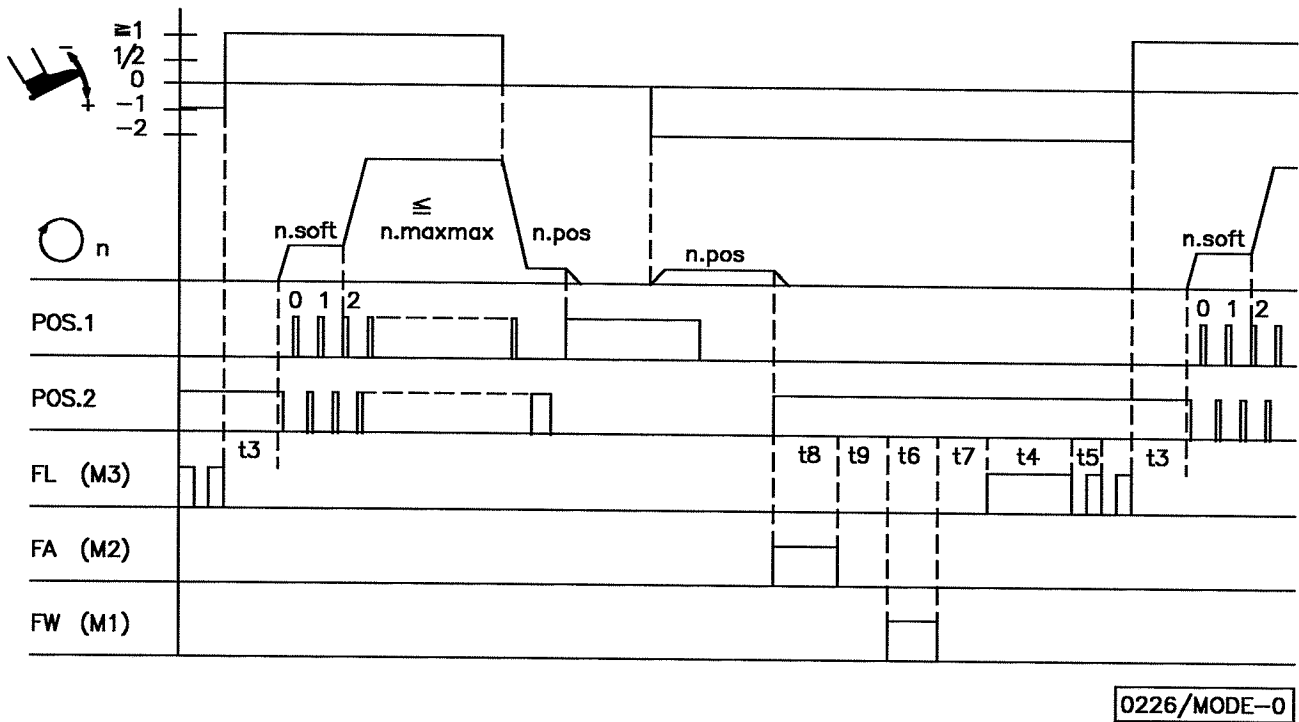 ≧1
1/2
0
-1
-2
−
+
n
n.soft
≦
n.maxmax
n.pos
n.pos
n.soft
POS.1
0 1 2
0 1 2
POS.2
FL (M3)
t3
t8 t9 t6 t7 t4 t5 t3
FA (M2)
FW (M1)
0226/MODE-0